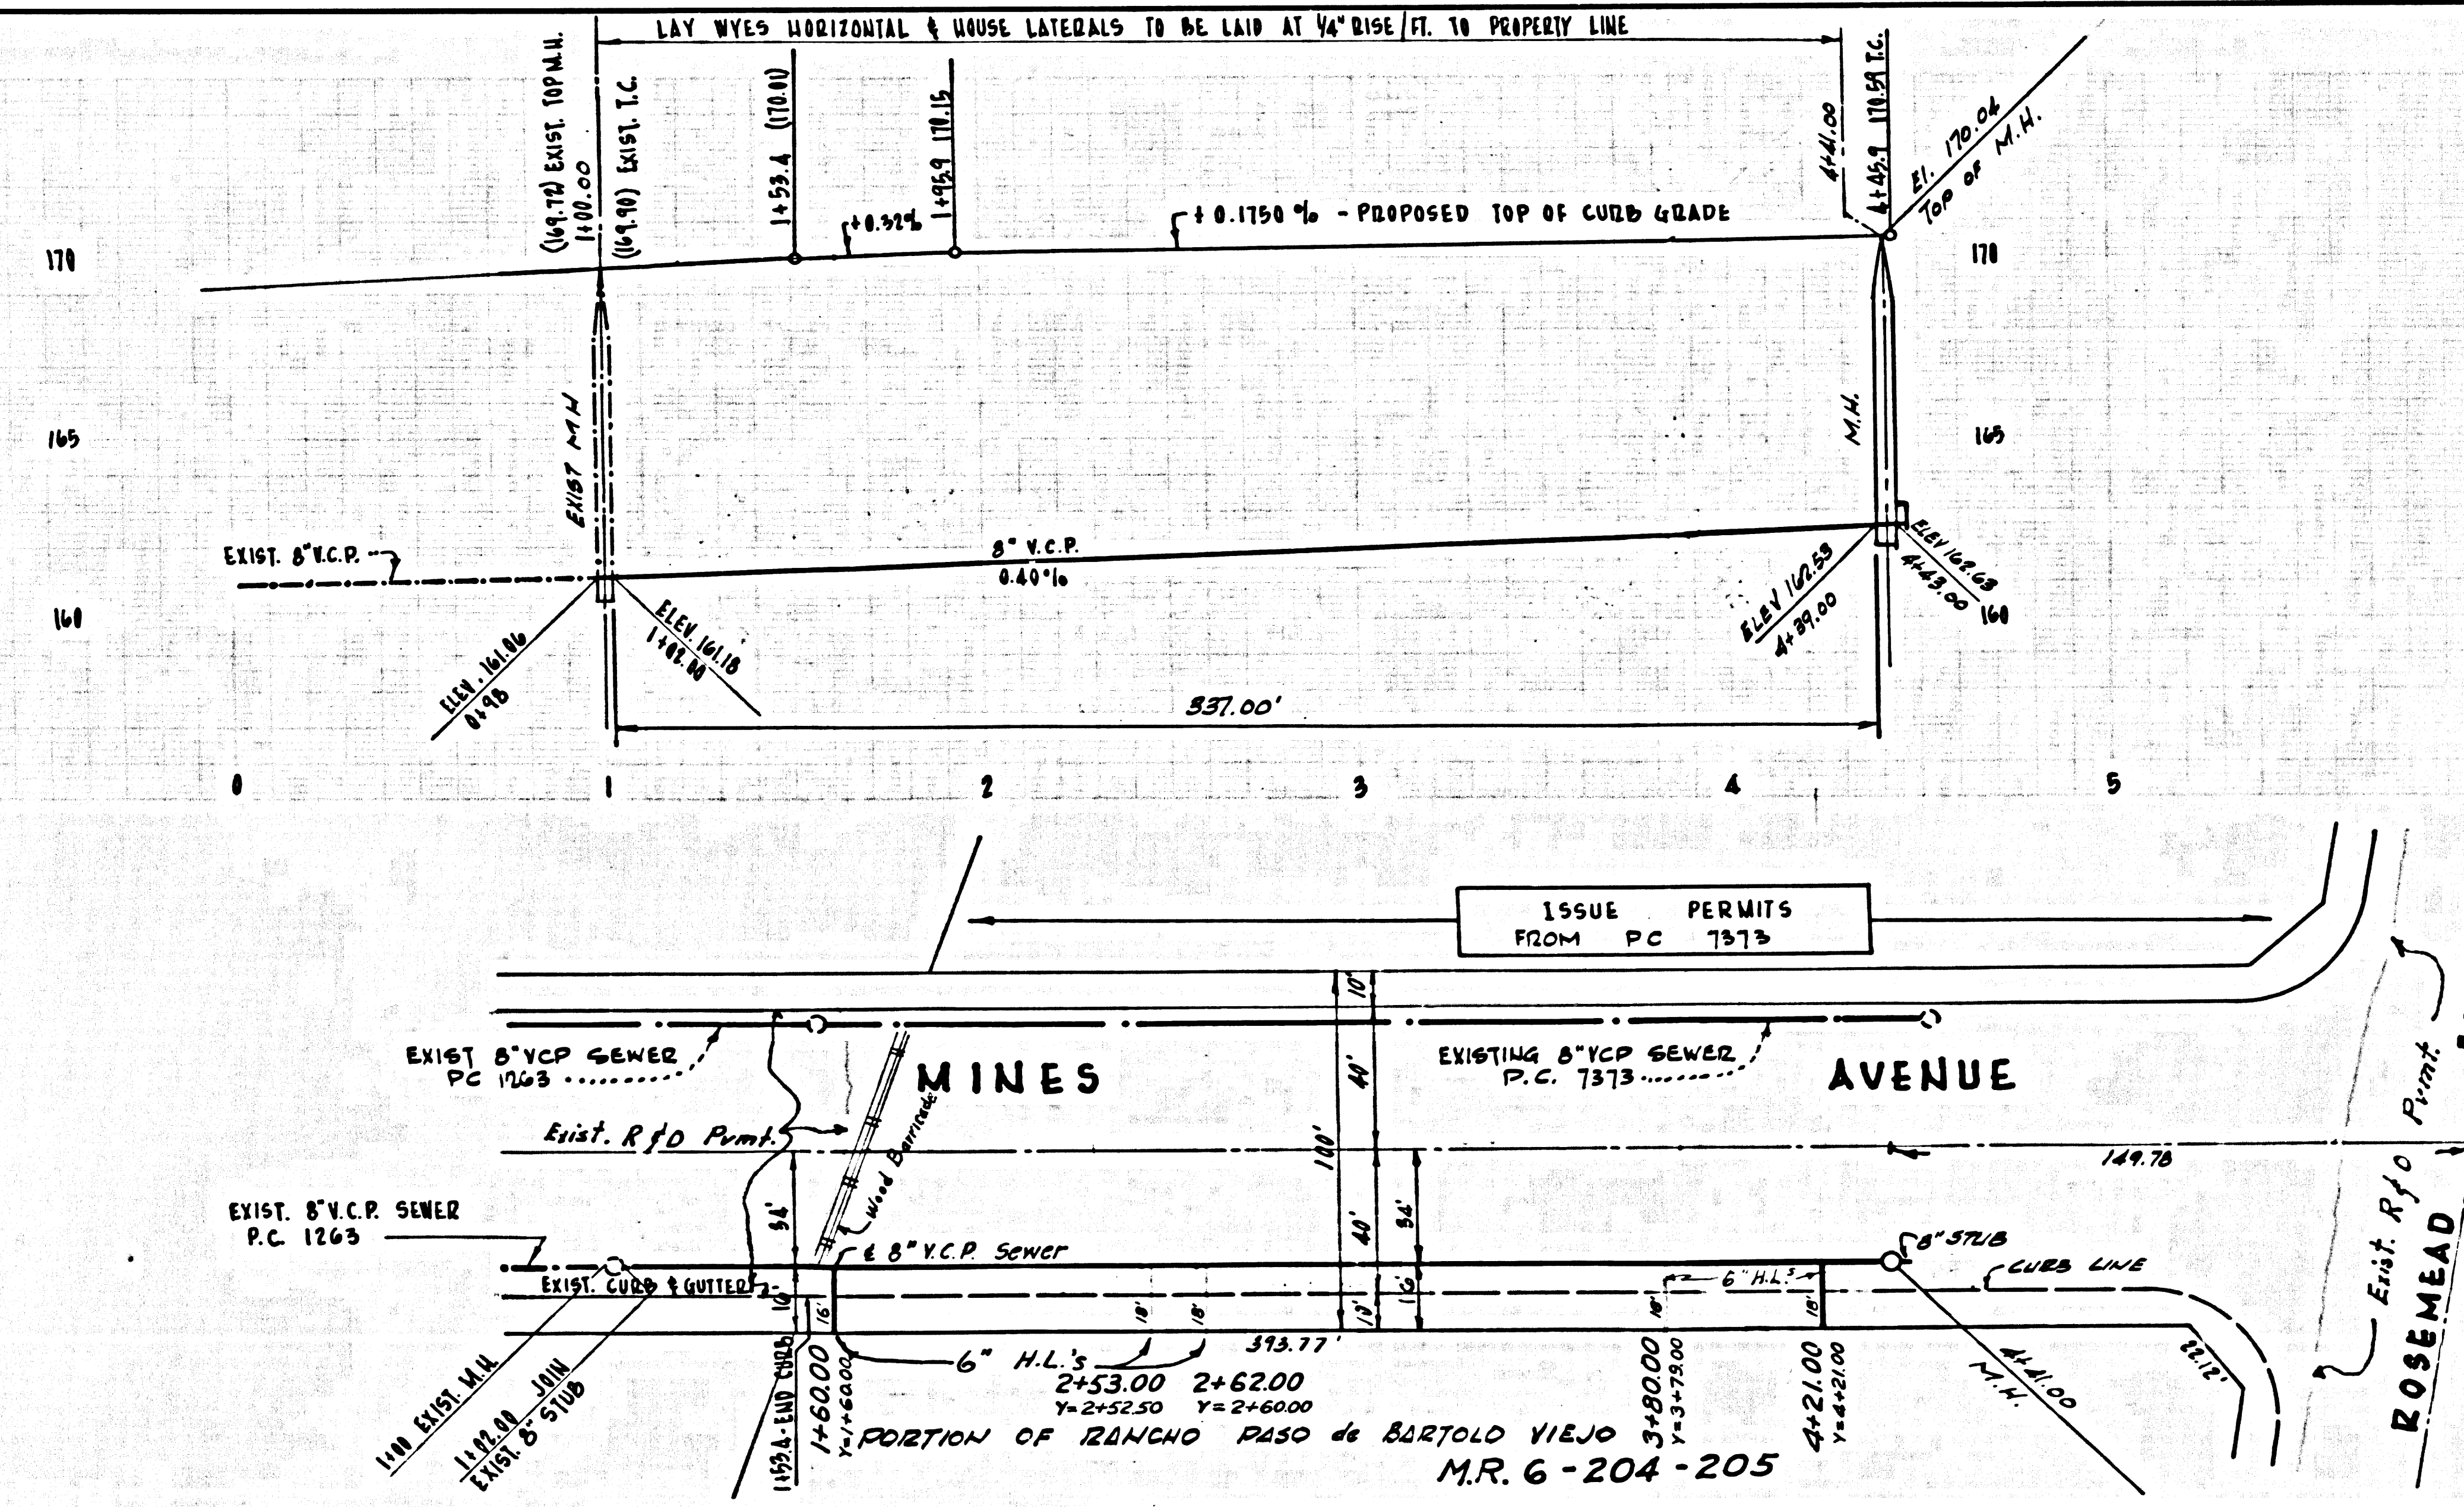 LAY WYES HORIZONTAL & HOUSE LATERALS TO BE LAID AT 1/4" RISE/FT. TO PROPERTY LINE
(169.72) EXIST. TOP M.H.
1+00.00
(169.90) EXIST. T.C.
1+53.4 (170.01)
1+95.9 170.15
+0.32%
+0.1750% - PROPOSED TOP OF CURB GRADE
4+41.00
4+45.9 170.59 T.C.
El. 170.04
TOP OF M.H.
170
170
165
165
160
160
EXIST M H
M.H.
EXIST. 8" V.C.P.
8" V.C.P.
0.40%
ELEV. 161.06
0+98
ELEV. 161.18
1+02.00
ELEV 162.53
4+39.00
ELEV 162.63
4+43.00
337.00'
0 1 2 3 4 5
ISSUE PERMITS
FROM PC 7373
EXIST 8" VCP SEWER
PC 1263
MINES AVENUE
EXISTING 8" VCP SEWER
P.C. 7373
Wood Barricade
Exist. R & O Pvmt.
10'
40'
100'
40'
34'
10'
16'
34'
16'
149.78
EXIST. 8" V.C.P. SEWER
P.C. 1263
℄ 8" V.C.P. Sewer
EXIST. CURB & GUTTER
8" STUB
CURB LINE
6" H.L.s
16'
18'
18'
18'
18'
393.77'
22.12'
6" H.L.'s
1+00 EXIST. M.H.
1+02.00 JOIN
EXIST. 8" STUB
1+53.4-END CURB
1+60.00
Y=1+60.00
2+53.00 2+62.00
Y=2+52.50 Y=2+60.00
3+80.00
Y=3+79.00
4+21.00
Y=4+21.00
4+41.00
M.H.
PORTION OF RANCHO PASO de BARTOLO VIEJO
M.R. 6-204-205
Exist. R & O Pvmt.
ROSEMEAD